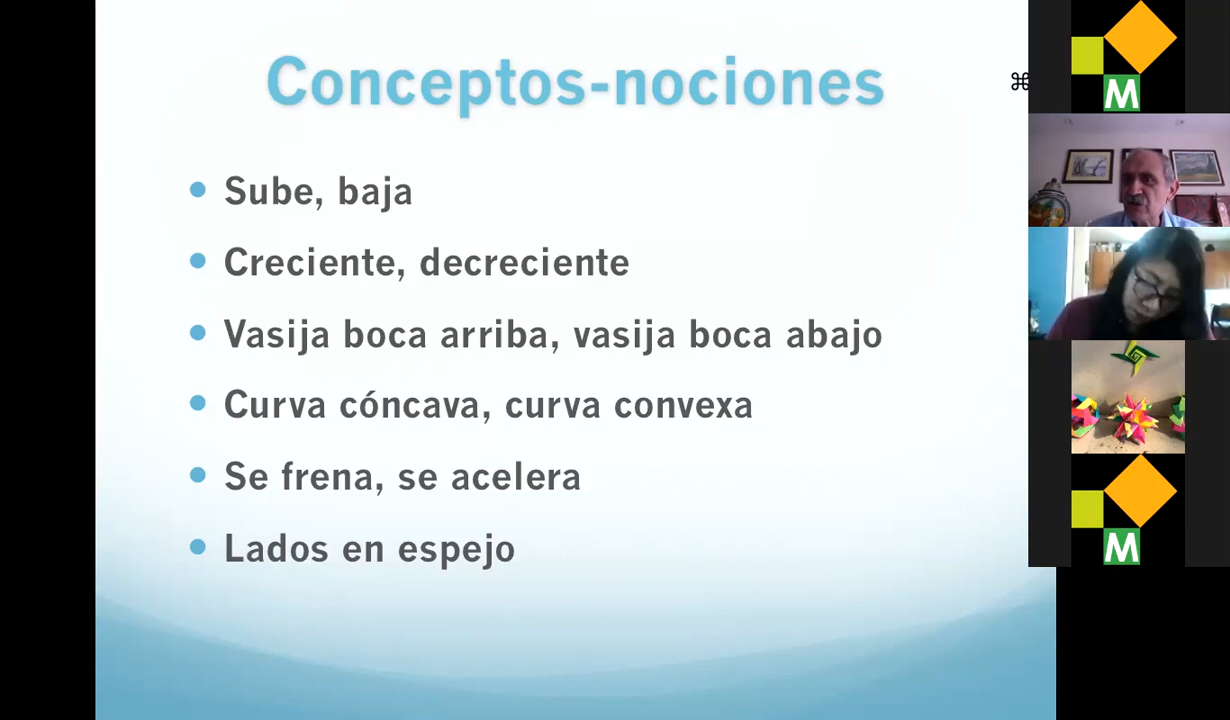 Conceptos-nociones
⌘
Sube, baja
Creciente, decreciente
Vasija boca arriba, vasija boca abajo
Curva cóncava, curva convexa
Se frena, se acelera
Lados en espejo
M
M